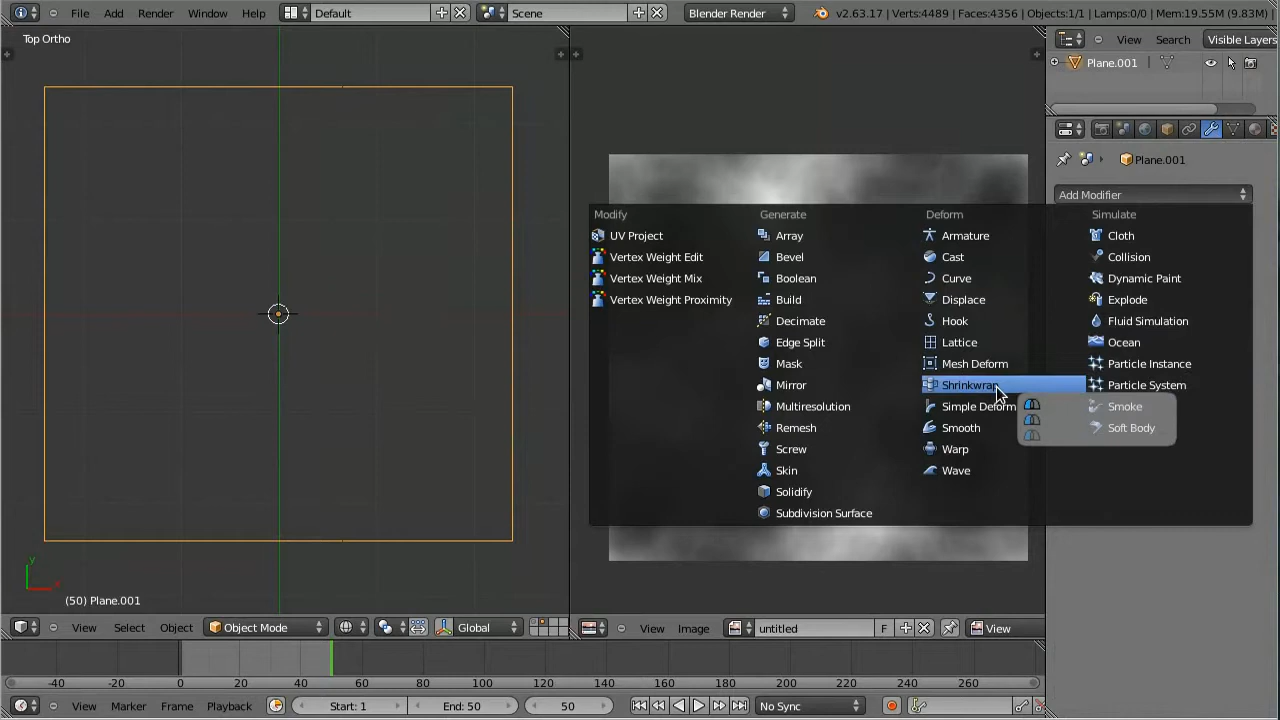 File Add Render Window Help Default Scene Blender Render v2.63.17 | Verts:4489 | Faces:4356 | Objects:1/1 | Lamps:0/0 | Mem:19.55M (9.83M) |
Top Ortho
View Search Visible Layers
Plane.001
Plane.001
Add Modifier
Modify
UV Project
Vertex Weight Edit
Vertex Weight Mix
Vertex Weight Proximity
Generate
Array
Bevel
Boolean
Build
Decimate
Edge Split
Mask
Mirror
Multiresolution
Remesh
Screw
Skin
Solidify
Subdivision Surface
Deform
Armature
Cast
Curve
Displace
Hook
Lattice
Mesh Deform
Shrinkwrap
Simple Deform
Smooth
Warp
Wave
Simulate
Cloth
Collision
Dynamic Paint
Explode
Fluid Simulation
Ocean
Particle Instance
Particle System
Smoke
Soft Body
y
x
(50) Plane.001
View Select Object Object Mode Global
View Image untitled F View
-40 -20 0 20 40 60 80 100 120 140 160 180 200 220 240 260
View Marker Frame Playback Start: 1 End: 50 50 No Sync